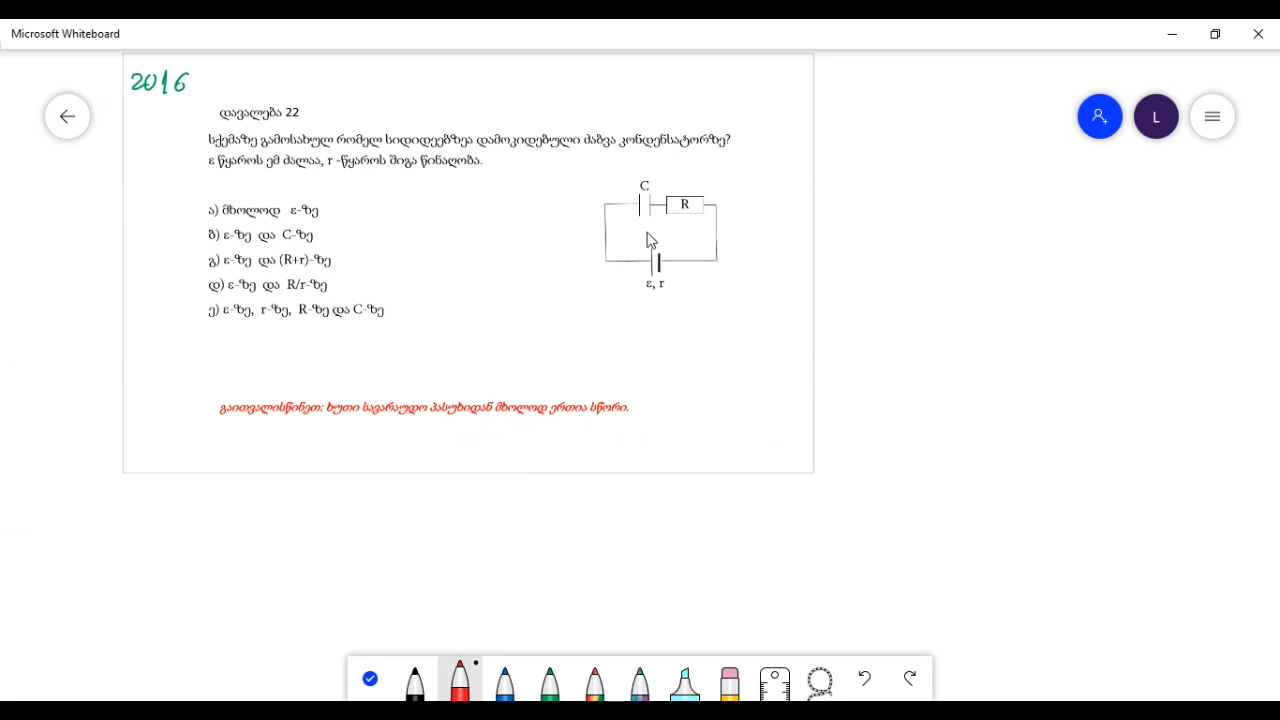 Microsoft Whiteboard
2016
დავალება 22
სქემაზე გამოსახულ რომელ სიდიდეებზეა დამოკიდებული ძაბვა კონდენსატორზე?
ε წყაროს ემ ძალაა, r -წყაროს შიგა წინაღობა.
ა) მხოლოდ ε-ზე
ბ) ε-ზე და C-ზე
გ) ε-ზე და (R+r)-ზე
დ) ε-ზე და R/r-ზე
ე) ε-ზე, r-ზე, R-ზე და C-ზე
C
R
ε, r
გაითვალისწინეთ: ხუთი სავარაუდო პასუხიდან მხოლოდ ერთია სწორი.
L